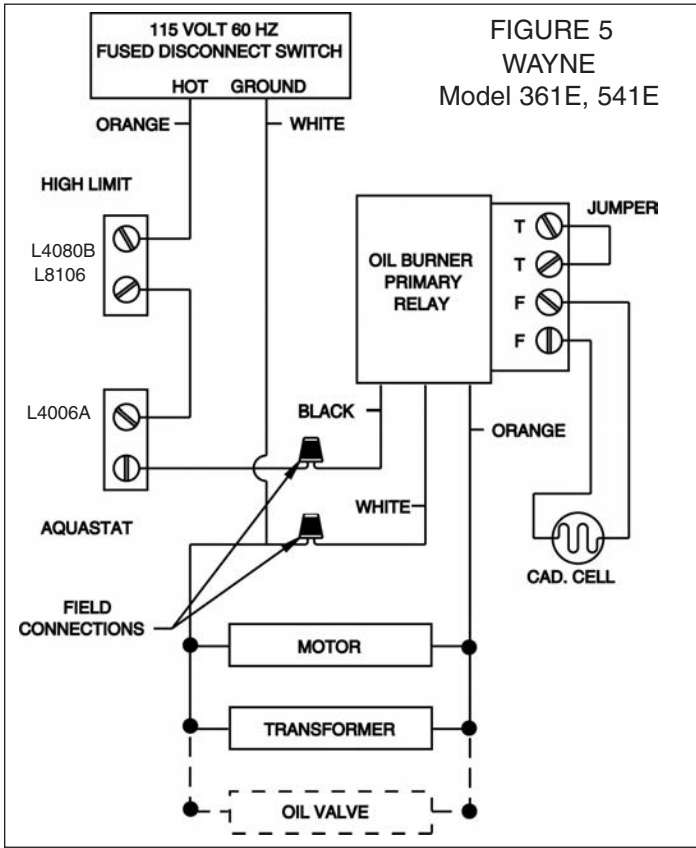 115 VOLT 60 HZ
FUSED DISCONNECT SWITCH
HOT GROUND
FIGURE 5
WAYNE
Model 361E, 541E
ORANGE
WHITE
HIGH LIMIT
L4080B
L8106
OIL BURNER
PRIMARY
RELAY
T
T
F
F
JUMPER
L4006A
BLACK
ORANGE
WHITE
AQUASTAT
CAD. CELL
FIELD
CONNECTIONS
MOTOR
TRANSFORMER
OIL VALVE